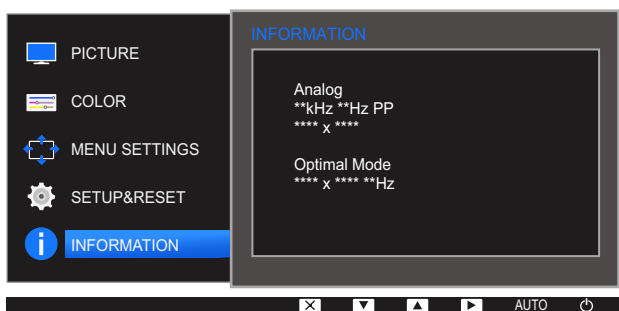 PICTURE
COLOR
MENU SETTINGS
SETUP&RESET
INFORMATION
INFORMATION
Analog
**kHz **Hz PP
**** x ****
Optimal Mode
**** x **** **Hz
AUTO